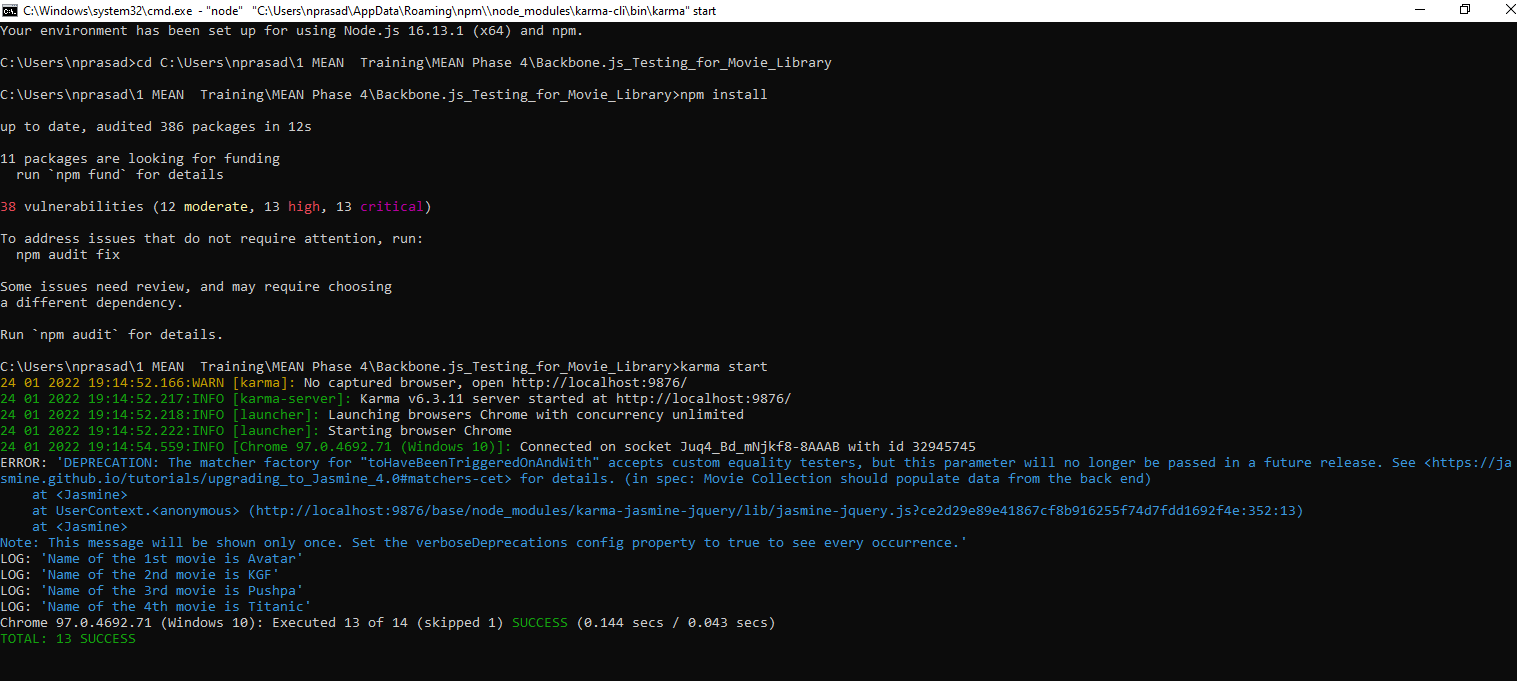 C:\Windows\system32\cmd.exe - "node" "C:\Users\nprasad\AppData\Roaming\npm\\node_modules\karma-cli\bin\karma" start
Your environment has been set up for using Node.js 16.13.1 (x64) and npm.
C:\Users\nprasad>cd C:\Users\nprasad\1 MEAN  Training\MEAN Phase 4\Backbone.js_Testing_for_Movie_Library
C:\Users\nprasad\1 MEAN  Training\MEAN Phase 4\Backbone.js_Testing_for_Movie_Library>npm install
up to date, audited 386 packages in 12s
11 packages are looking for funding
  run `npm fund` for details
38 vulnerabilities (12 moderate, 13 high, 13 critical)
To address issues that do not require attention, run:
  npm audit fix
Some issues need review, and may require choosing
a different dependency.
Run `npm audit` for details.
C:\Users\nprasad\1 MEAN  Training\MEAN Phase 4\Backbone.js_Testing_for_Movie_Library>karma start
24 01 2022 19:14:52.166:WARN [karma]: No captured browser, open http://localhost:9876/
24 01 2022 19:14:52.217:INFO [karma-server]: Karma v6.3.11 server started at http://localhost:9876/
24 01 2022 19:14:52.218:INFO [launcher]: Launching browsers Chrome with concurrency unlimited
24 01 2022 19:14:52.222:INFO [launcher]: Starting browser Chrome
24 01 2022 19:14:54.559:INFO [Chrome 97.0.4692.71 (Windows 10)]: Connected on socket Juq4_Bd_mNjkf8-8AAAB with id 32945745
ERROR: 'DEPRECATION: The matcher factory for "toHaveBeenTriggeredOnAndWith" accepts custom equality testers, but this parameter will no longer be passed in a future release. See <https://ja
smine.github.io/tutorials/upgrading_to_Jasmine_4.0#matchers-cet> for details. (in spec: Movie Collection should populate data from the back end)
    at <Jasmine>
    at UserContext.<anonymous> (http://localhost:9876/base/node_modules/karma-jasmine-jquery/lib/jasmine-jquery.js?ce2d29e89e41867cf8b916255f74d7fdd1692f4e:352:13)
    at <Jasmine>
Note: This message will be shown only once. Set the verboseDeprecations config property to true to see every occurrence.'
LOG: 'Name of the 1st movie is Avatar'
LOG: 'Name of the 2nd movie is KGF'
LOG: 'Name of the 3rd movie is Pushpa'
LOG: 'Name of the 4th movie is Titanic'
Chrome 97.0.4692.71 (Windows 10): Executed 13 of 14 (skipped 1) SUCCESS (0.144 secs / 0.043 secs)
TOTAL: 13 SUCCESS